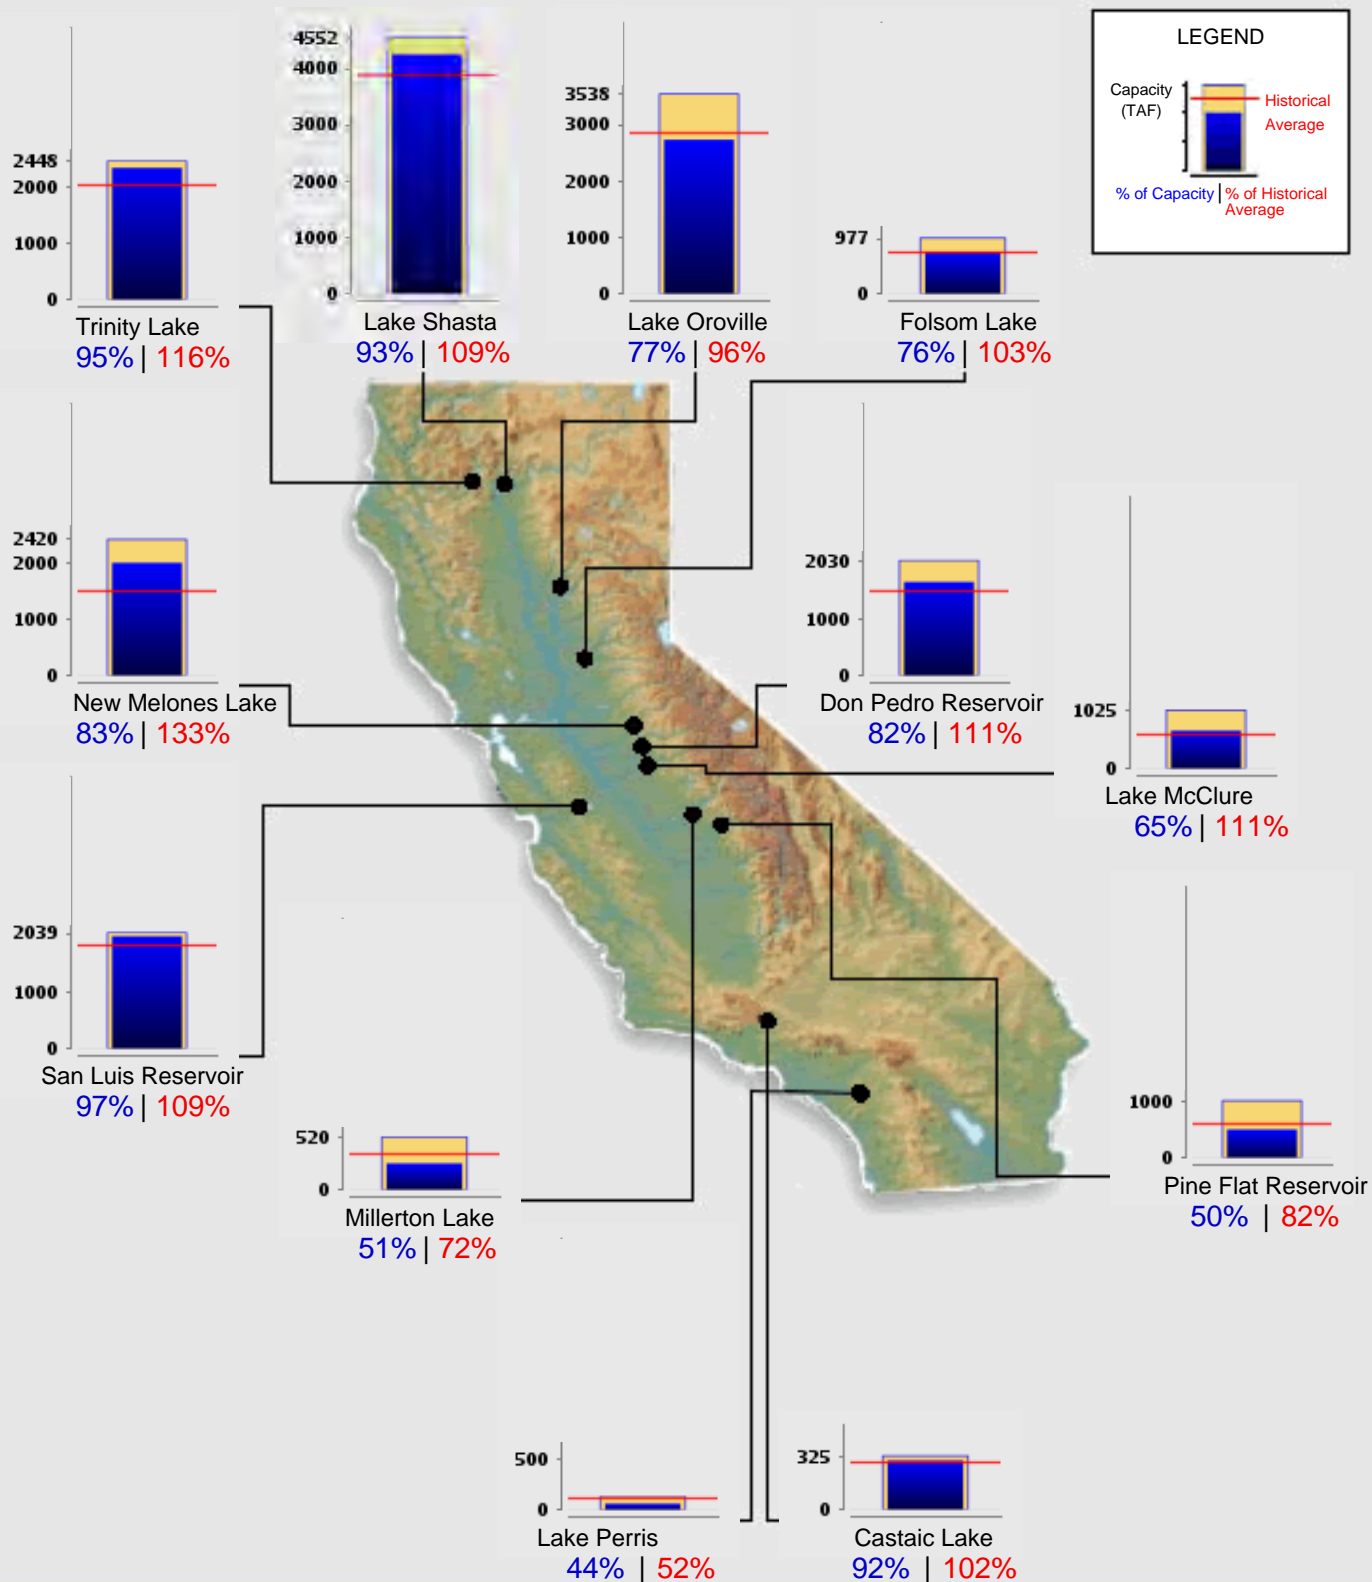 4552
4000
3000
2000
1000
0
Lake Shasta
93% | 109%
3538
3000
2000
1000
0
Lake Oroville
77% | 96%
977
0
Folsom Lake
76% | 103%
LEGEND
Capacity
(TAF)
Historical
Average
% of Capacity | % of Historical
Average
2448
2000
1000
0
Trinity Lake
95% | 116%
2420
2000
1000
0
New Melones Lake
83% | 133%
2030
1000
0
Don Pedro Reservoir
82% | 111%
1025
0
Lake McClure
65% | 111%
2039
1000
0
San Luis Reservoir
97% | 109%
520
0
Millerton Lake
51% | 72%
1000
0
Pine Flat Reservoir
50% | 82%
500
0
Lake Perris
44% | 52%
325
0
Castaic Lake
92% | 102%